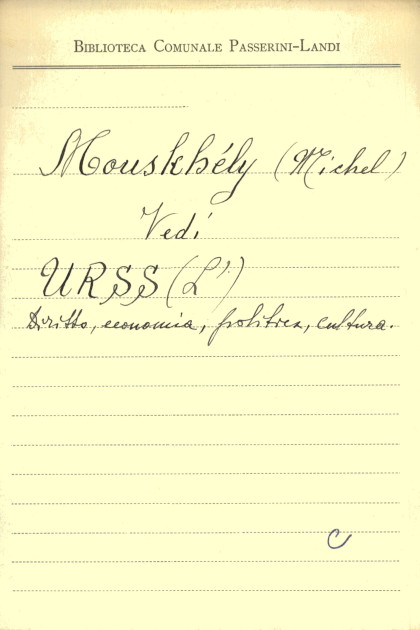 BIBLIOTECA COMUNALE PASSERINI-LANDI
Mouskhély (Michel)
Vedi
URSS (L')
Diritto, economia, politica, cultura.
C